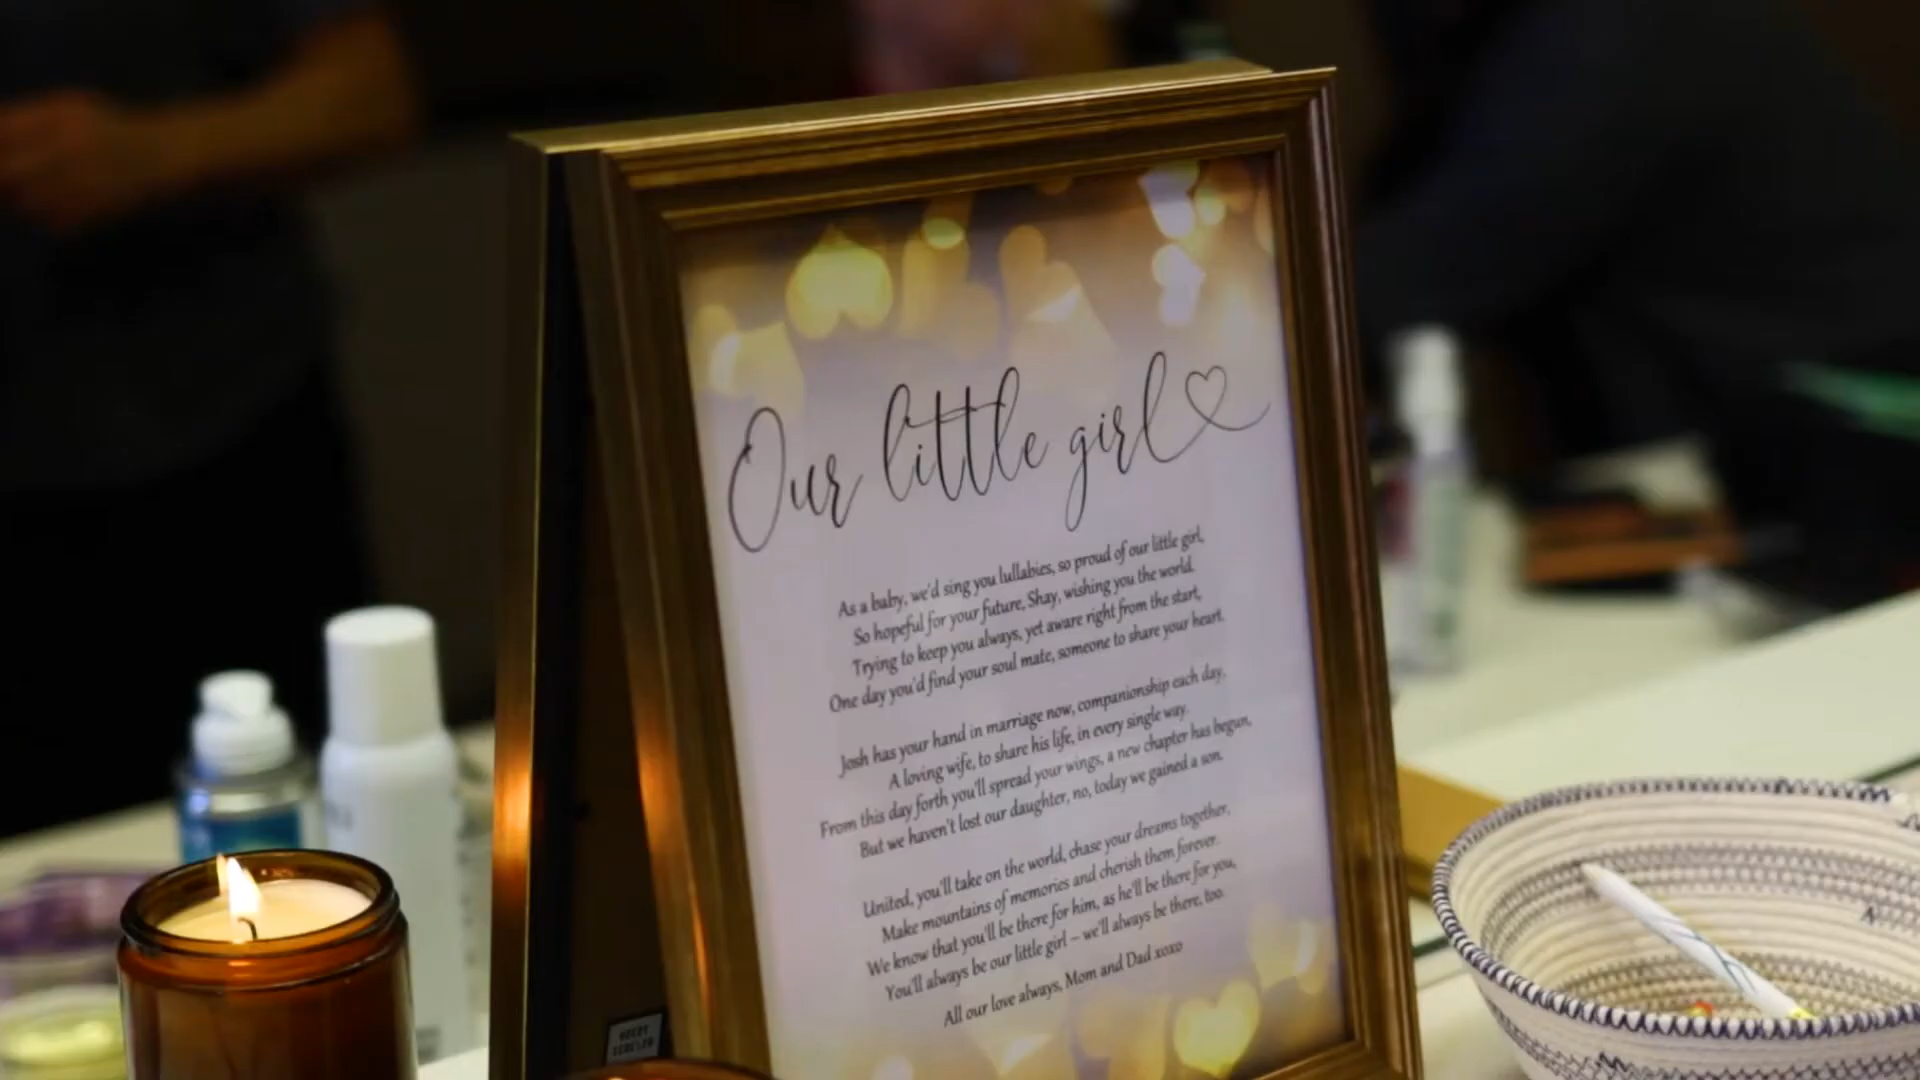 Our little girl
As a baby, we'd sing you lullabies, so proud of our little girl,
So hopeful for your future, Shay, wishing you the world.
Trying to keep you always, yet aware right from the start,
One day you'd find your soul mate, someone to share your heart.
Josh has your hand in marriage now, companionship each day,
A loving wife, to share his life, in every single way.
From this day forth you'll spread your wings, a new chapter has begun,
But we haven't lost our daughter, no, today we gained a son.
United, you'll take on the world, chase your dreams together,
Make mountains of memories and cherish them forever.
We know that you'll be there for him, as he'll be there for you,
You'll always be our little girl – we'll always be there, too.
All our love always, Mom and Dad xoxo